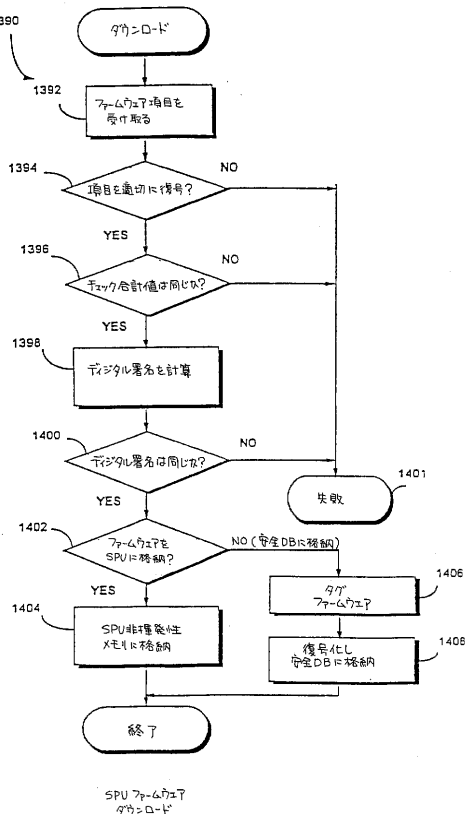 390
ダウンロード
1392
ファームウェア項目を
受け取る
1394
NO
項目を適切に復号?
YES
1396
NO
チェック合計値は同じか?
YES
1398
ディジタル署名を計算
1400
NO
ディジタル署名は同じか?
YES
1401
失敗
1402
ファームウェアを
SPUに格納?
NO (安全DBに格納)
YES
1404
SPU非揮発性
メモリに格納
タグ
ファームウェア
1406
復号化し
安全DBに格納
1408
終了
SPU ファームウェア
ダウンロード